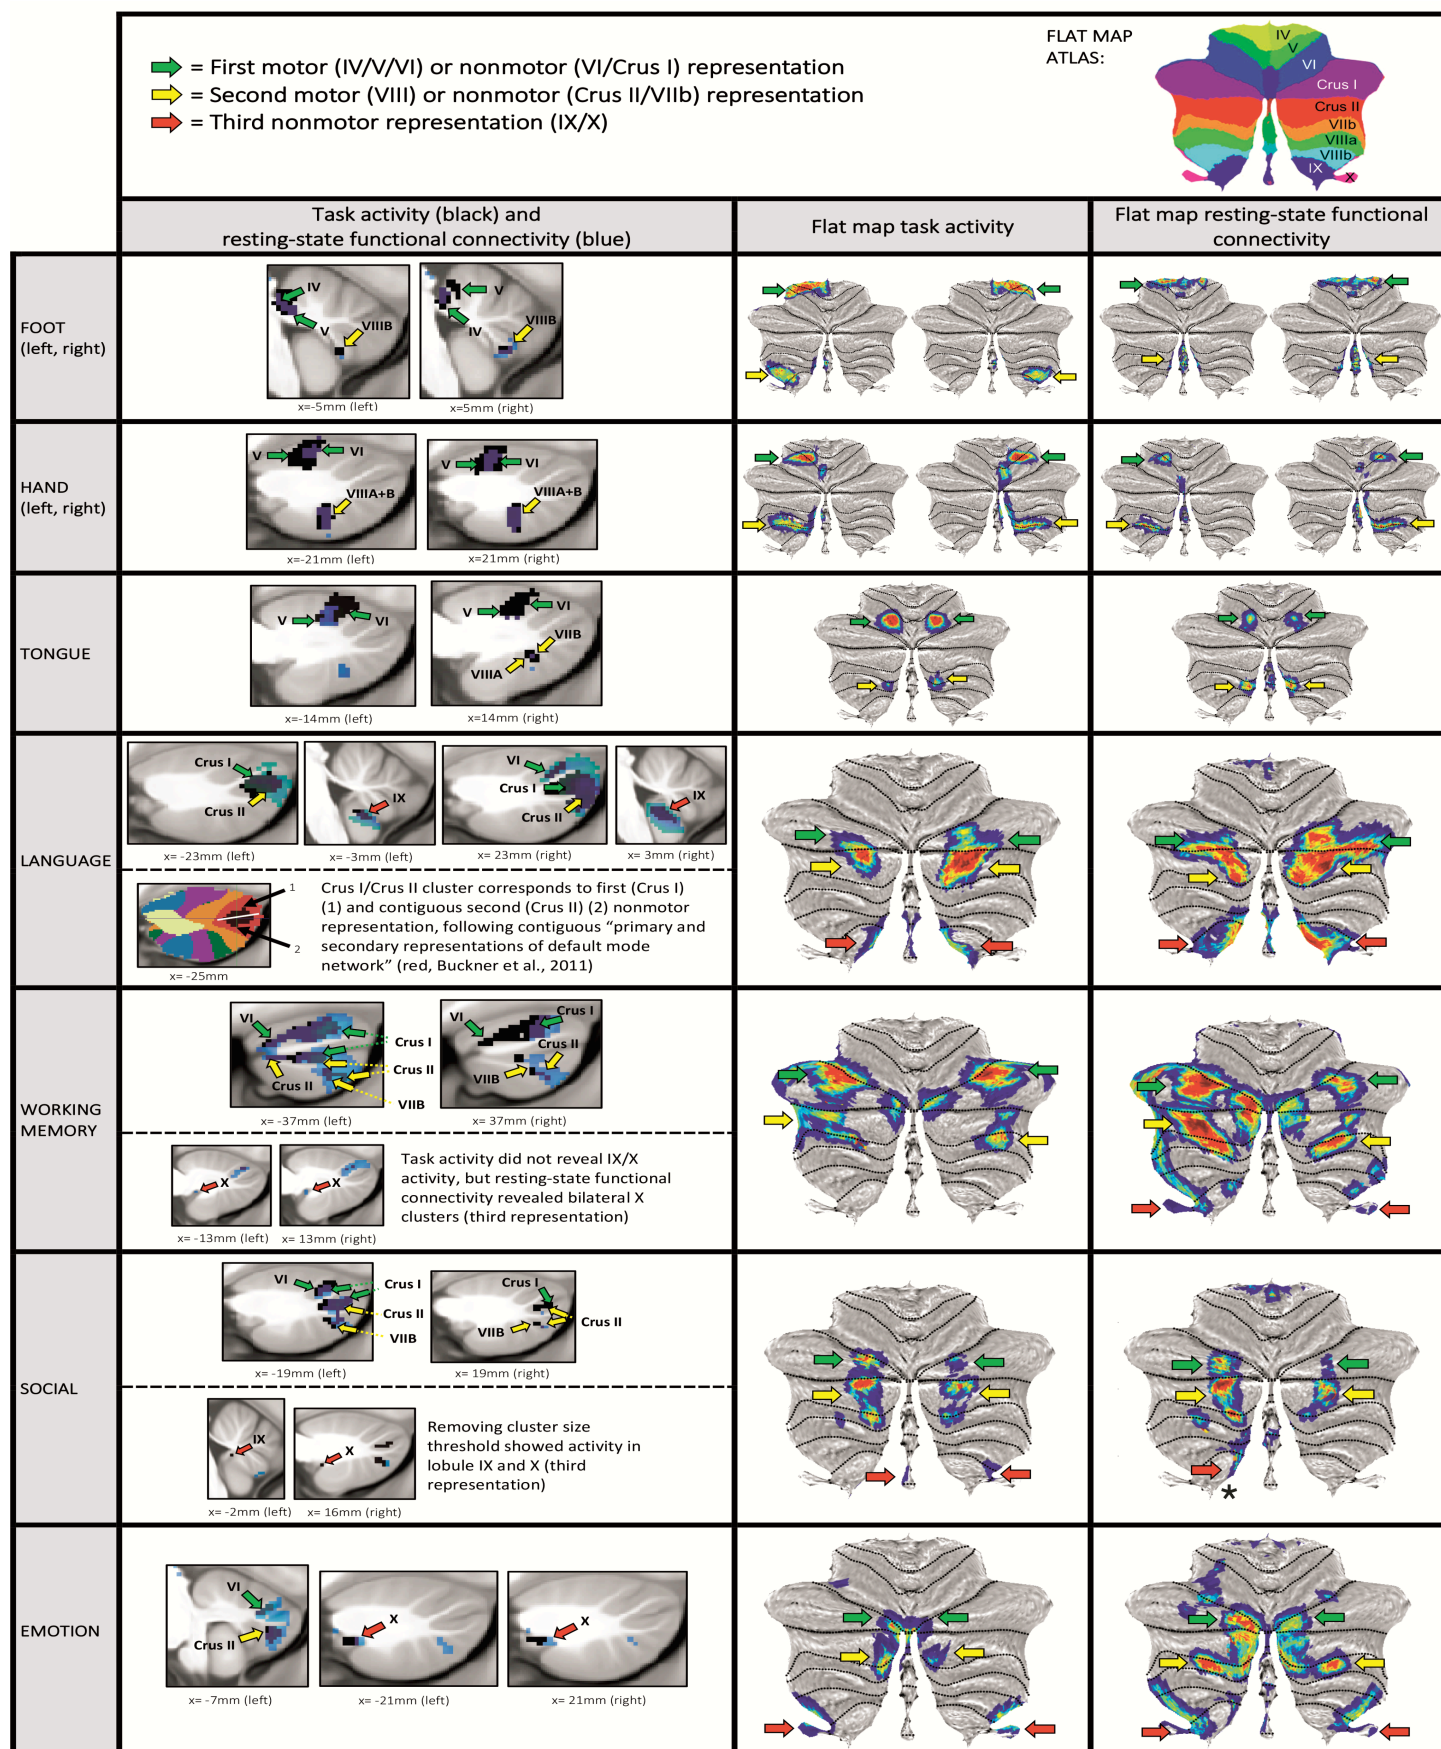 FLAT MAP
ATLAS:
IV
V
VI
Crus I
Crus II
VIIb
VIIIa
VIIIb
IX
X
= First motor (IV/V/VI) or nonmotor (VI/Crus I) representation
= Second motor (VIII) or nonmotor (Crus II/VIIb) representation
= Third nonmotor representation (IX/X)
Task activity (black) and
resting-state functional connectivity (blue)
Flat map task activity
Flat map resting-state functional
connectivity
FOOT
(left, right)
IV
V
VIIIB
x=-5mm (left)
V
IV
VIIIB
x=5mm (right)
HAND
(left, right)
V
VI
VIIIA+B
x=-21mm (left)
V
VI
VIIIA+B
x=21mm (right)
TONGUE
V
VI
x=-14mm (left)
V
VI
VIIB
VIIIA
x=14mm (right)
LANGUAGE
Crus I
Crus II
x= -23mm (left)
IX
x= -3mm (left)
VI
Crus I
Crus II
x= 23mm (right)
IX
x= 3mm (right)
1
2
x= -25mm
Crus I/Crus II cluster corresponds to first (Crus I)
(1) and contiguous second (Crus II) (2) nonmotor
representation, following contiguous “primary and
secondary representations of default mode
network” (red, Buckner et al., 2011)
WORKING
MEMORY
VI
Crus I
Crus II
Crus II
VIIB
x= -37mm (left)
VI
Crus I
Crus II
VIIB
x= 37mm (right)
X
x= -13mm (left)
X
x= 13mm (right)
Task activity did not reveal IX/X
activity, but resting-state functional
connectivity revealed bilateral X
clusters (third representation)
SOCIAL
VI
Crus I
Crus II
VIIB
x= -19mm (left)
Crus I
Crus II
VIIB
x= 19mm (right)
IX
x= -2mm (left)
X
x= 16mm (right)
Removing cluster size
threshold showed activity in
lobule IX and X (third
representation)
*
EMOTION
VI
Crus II
x= -7mm (left)
X
x= -21mm (left)
X
x= 21mm (right)